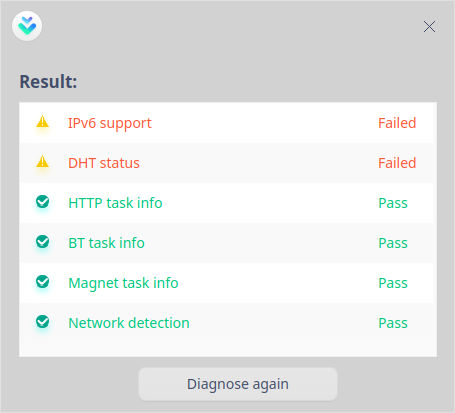 Result:
IPv6 support Failed
DHT status Failed
HTTP task info Pass
BT task info Pass
Magnet task info Pass
Network detection Pass
Diagnose again